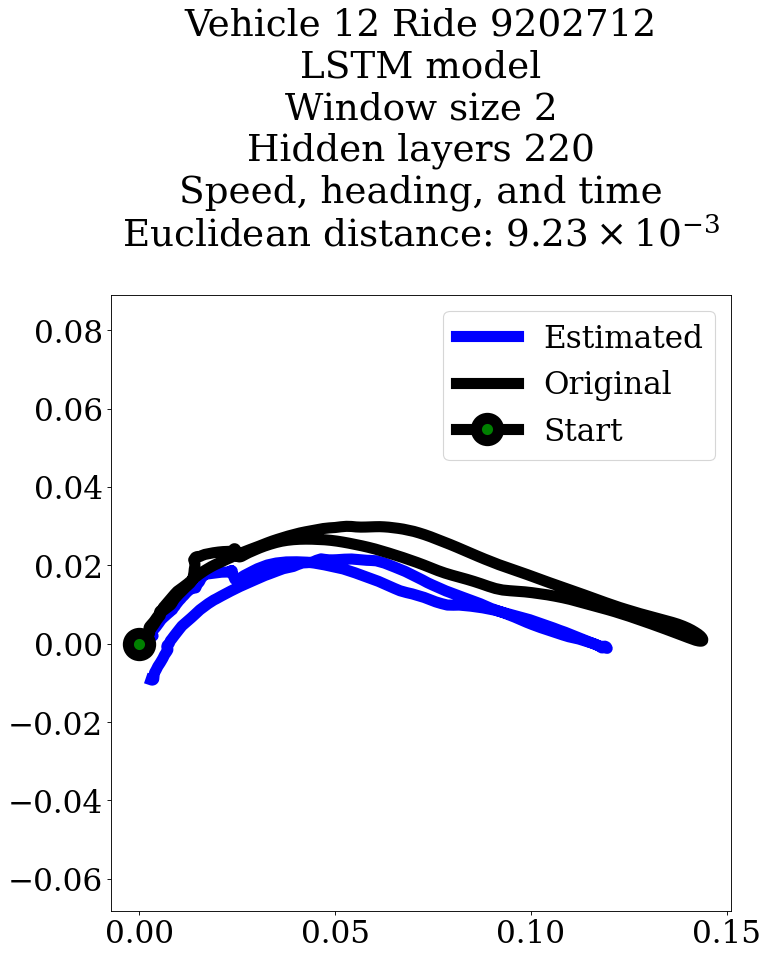 Vehicle 12 Ride 9202712
LSTM model
Window size 2
Hidden layers 220
Speed, heading, and time
Euclidean distance: 9.23 × 10⁻³
Estimated
Original
Start
0.08
0.06
0.04
0.02
0.00
−0.02
−0.04
−0.06
0.00 0.05 0.10 0.15